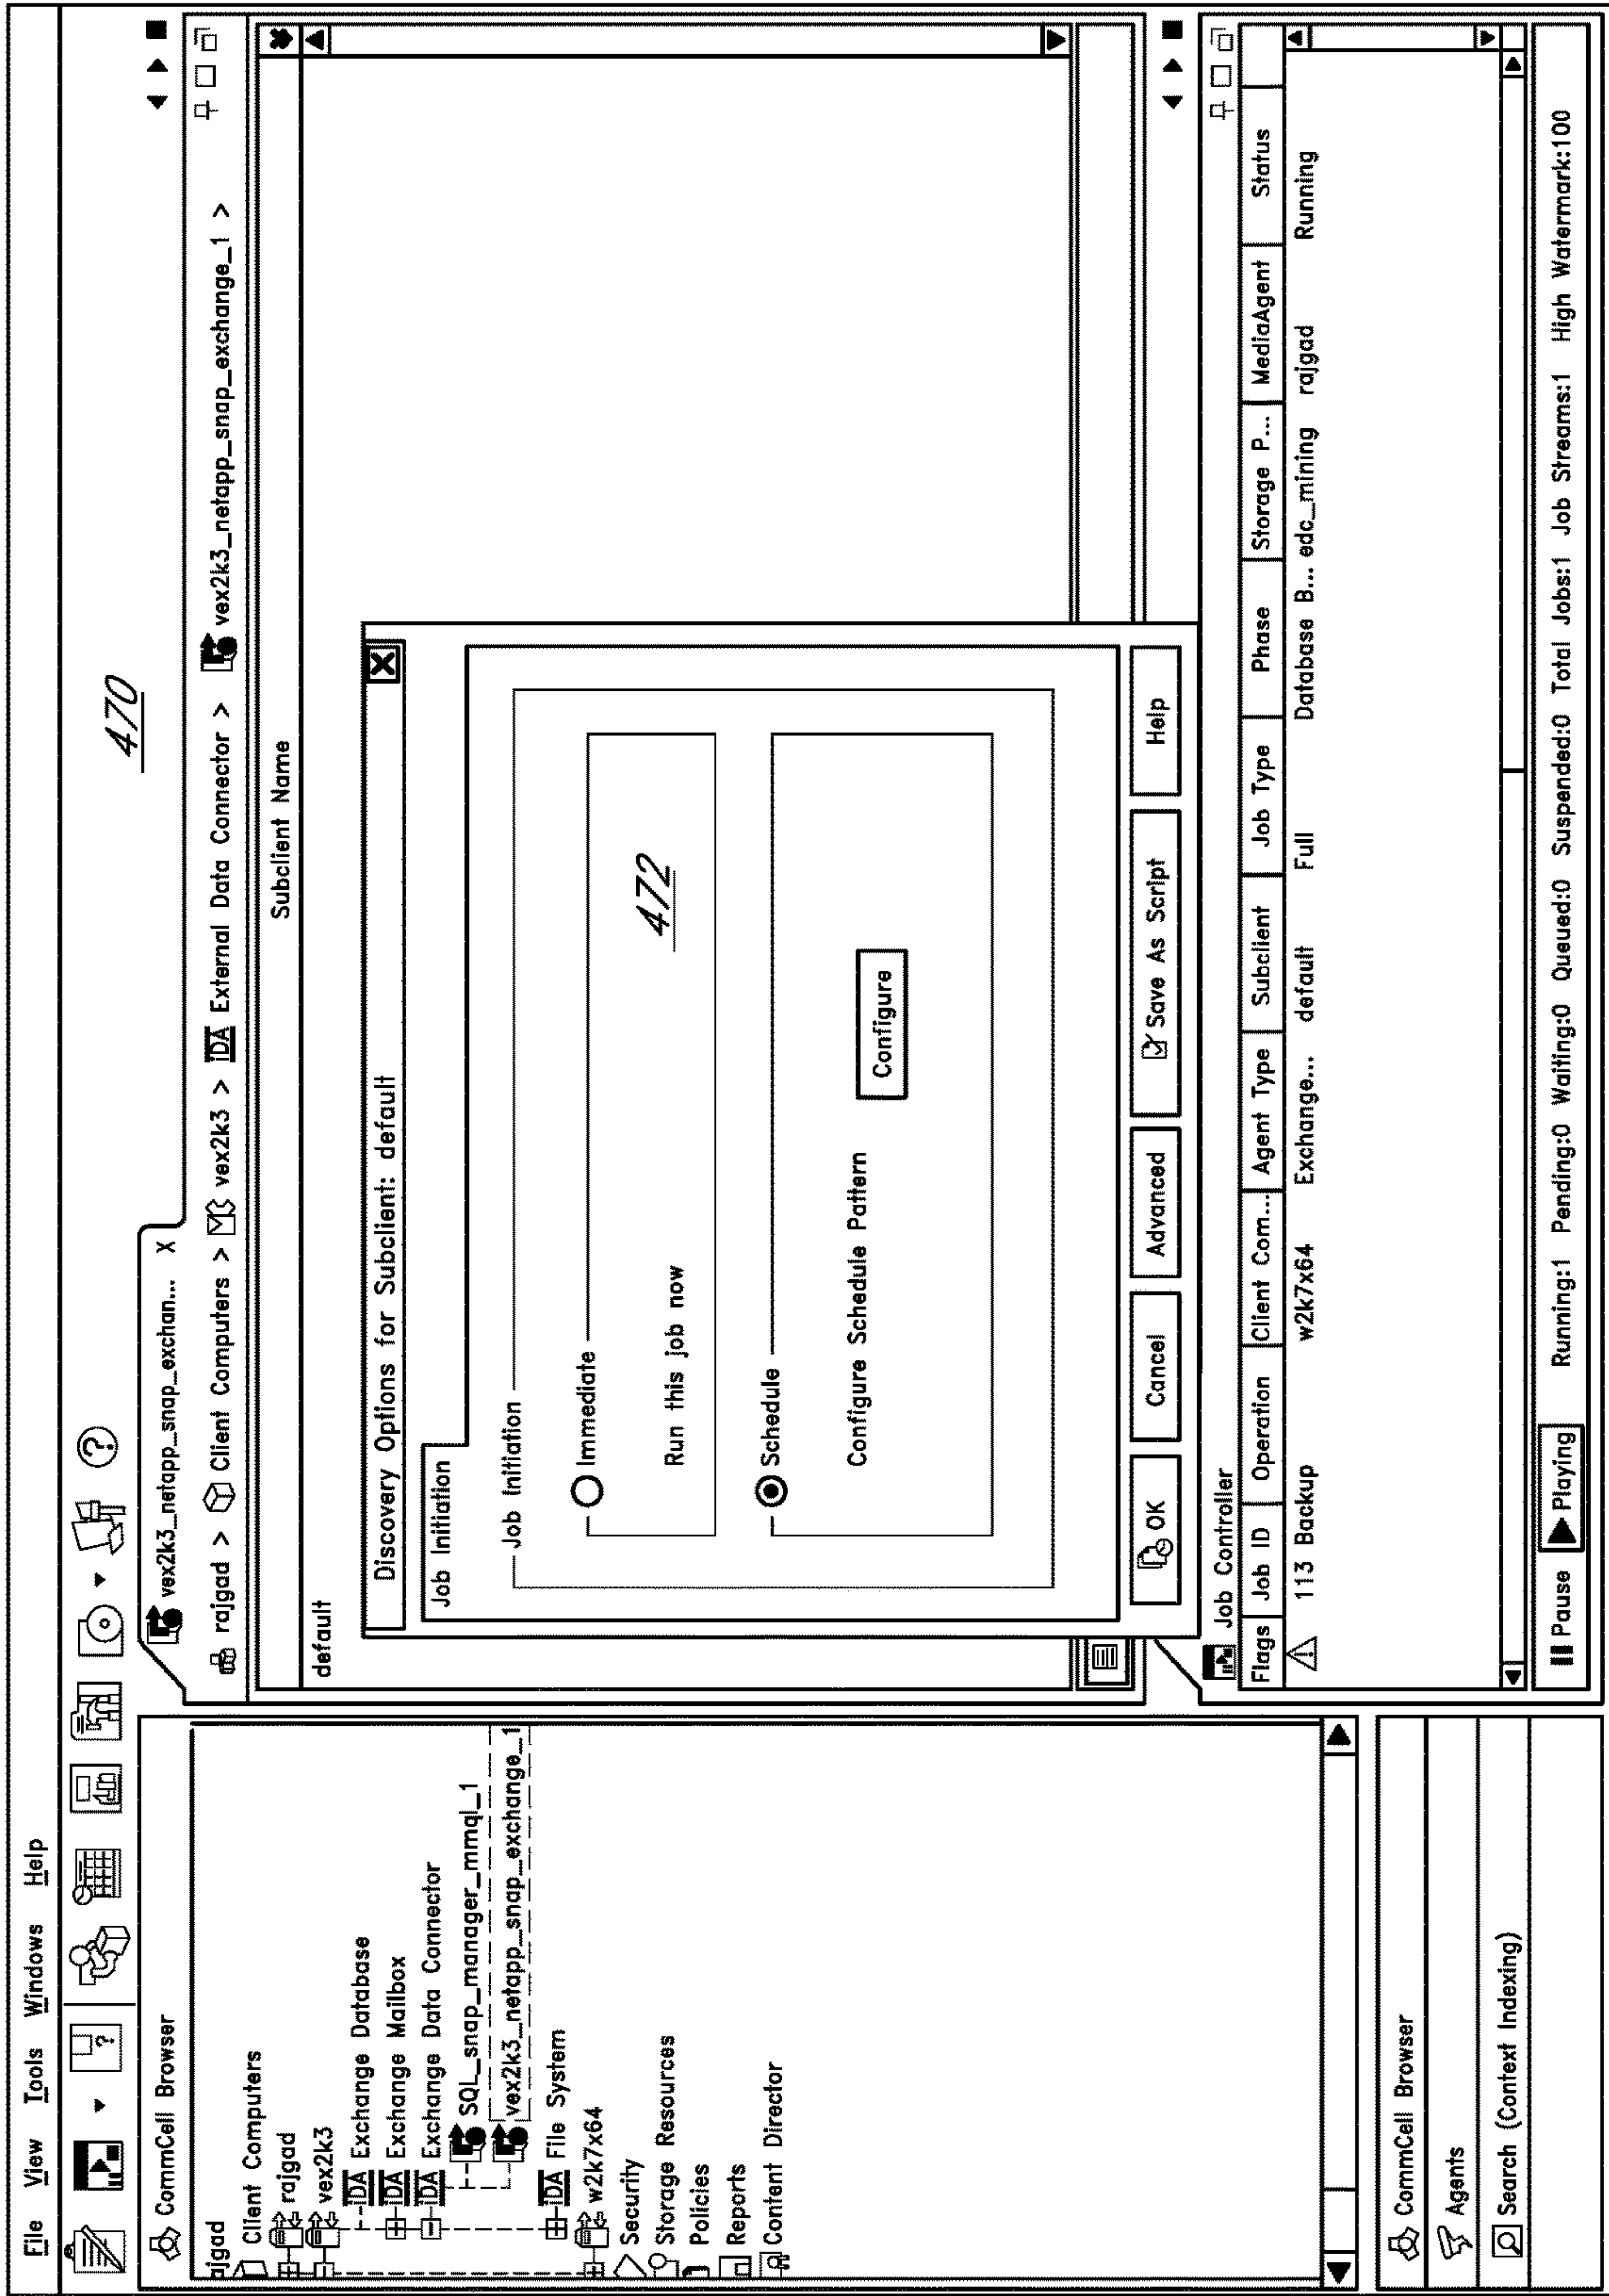 File View Tools Windows Help
470
CommCell Browser
rajgad
Client Computers
rajgad
vex2k3
iDA Exchange Database
iDA Exchange Mailbox
iDA Exchange Data Connector
SQL_snap_manager_mmql_1
vex2k3_netapp_snap_exchange_1
iDA File System
w2k7x64
Security
Storage Resources
Policies
Reports
Content Director
CommCell Browser
Agents
Search (Context Indexing)
vex2k3_netapp_snap_exchan... X
rajgad > Client Computers > vex2k3 > iDA External Data Connector > vex2k3_netapp_snap_exchange_1 >
Subclient Name
default
Discovery Options for Subclient: default X
Job Initiation
Job Initiation
Immediate
Run this job now
472
Schedule
Configure Schedule Pattern Configure
OK Cancel Advanced Save As Script Help
Job Controller
Flags Job ID Operation Client Com... Agent Type Subclient Job Type Phase Storage P... MediaAgent Status
113 Backup w2k7x64 Exchange... default Full Database B... edc_mining rajgad Running
Pause Playing Running:1 Pending:0 Waiting:0 Queued:0 Suspended:0 Total Jobs:1 Job Streams:1 High Watermark:100